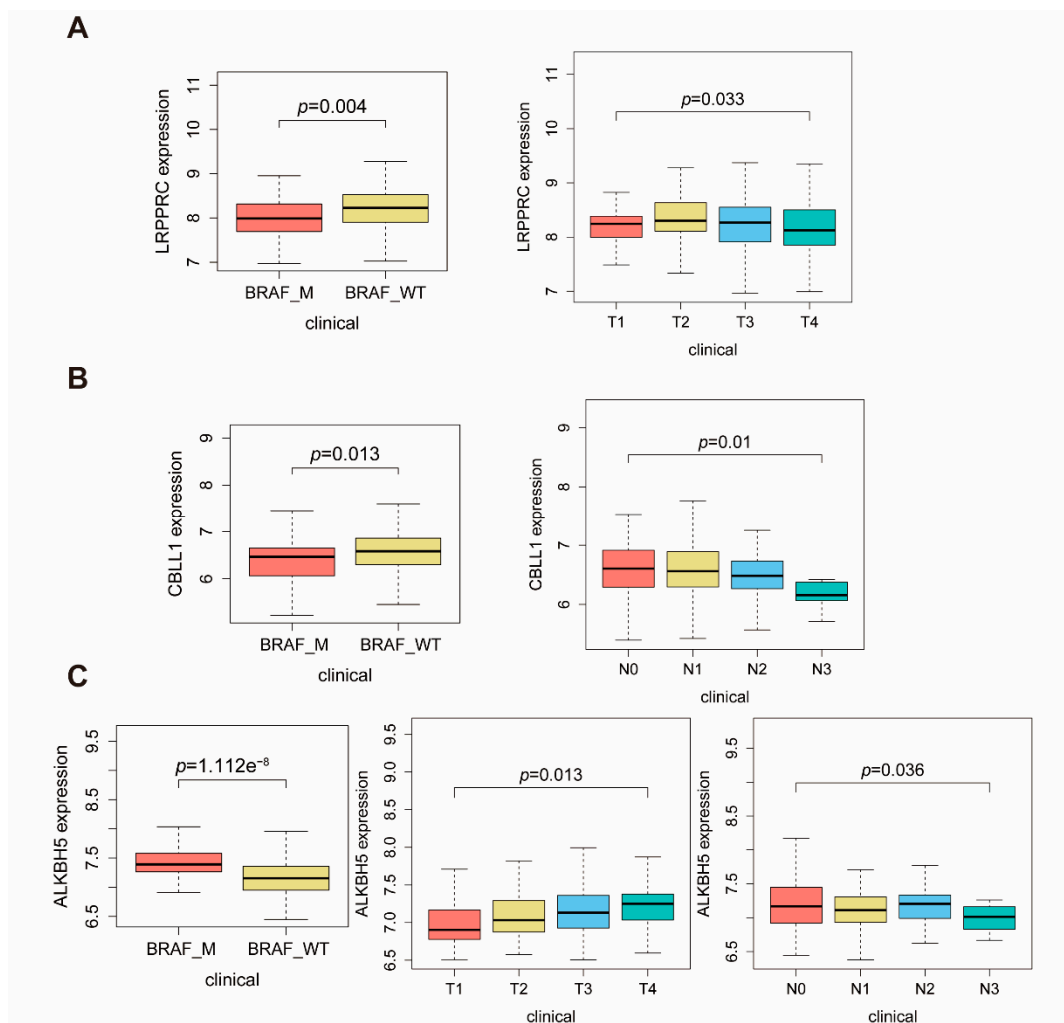 A
LRPPRC expression
11
10
9
8
7
p=0.004
BRAF_M BRAF_WT
clinical
LRPPRC expression
11
10
9
8
7
p=0.033
T1 T2 T3 T4
clinical
B
CBLL1 expression
9
8
7
6
p=0.013
BRAF_M BRAF_WT
clinical
CBLL1 expression
9
8
7
6
p=0.01
N0 N1 N2 N3
clinical
C
ALKBH5 expression
9.5
8.5
7.5
6.5
p=1.112e⁻⁸
BRAF_M BRAF_WT
clinical
ALKBH5 expression
9.5
9.0
8.5
8.0
7.5
7.0
6.5
p=0.013
T1 T2 T3 T4
clinical
ALKBH5 expression
9.5
8.5
7.5
6.5
p=0.036
N0 N1 N2 N3
clinical